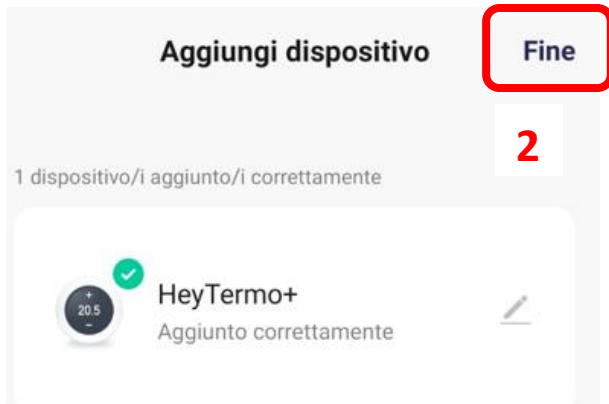 Aggiungi dispositivo Fine
2
1 dispositivo/i aggiunto/i correttamente
+
20.5
−
HeyTermo+
Aggiunto correttamente